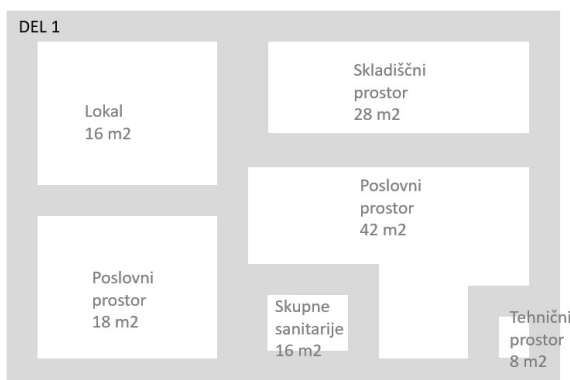 DEL 1
Lokal
16 m2
Skladiščni
prostor
28 m2
Poslovni
prostor
42 m2
Poslovni
prostor
18 m2
Skupne
sanitarije
16 m2
Tehnični
prostor
8 m2